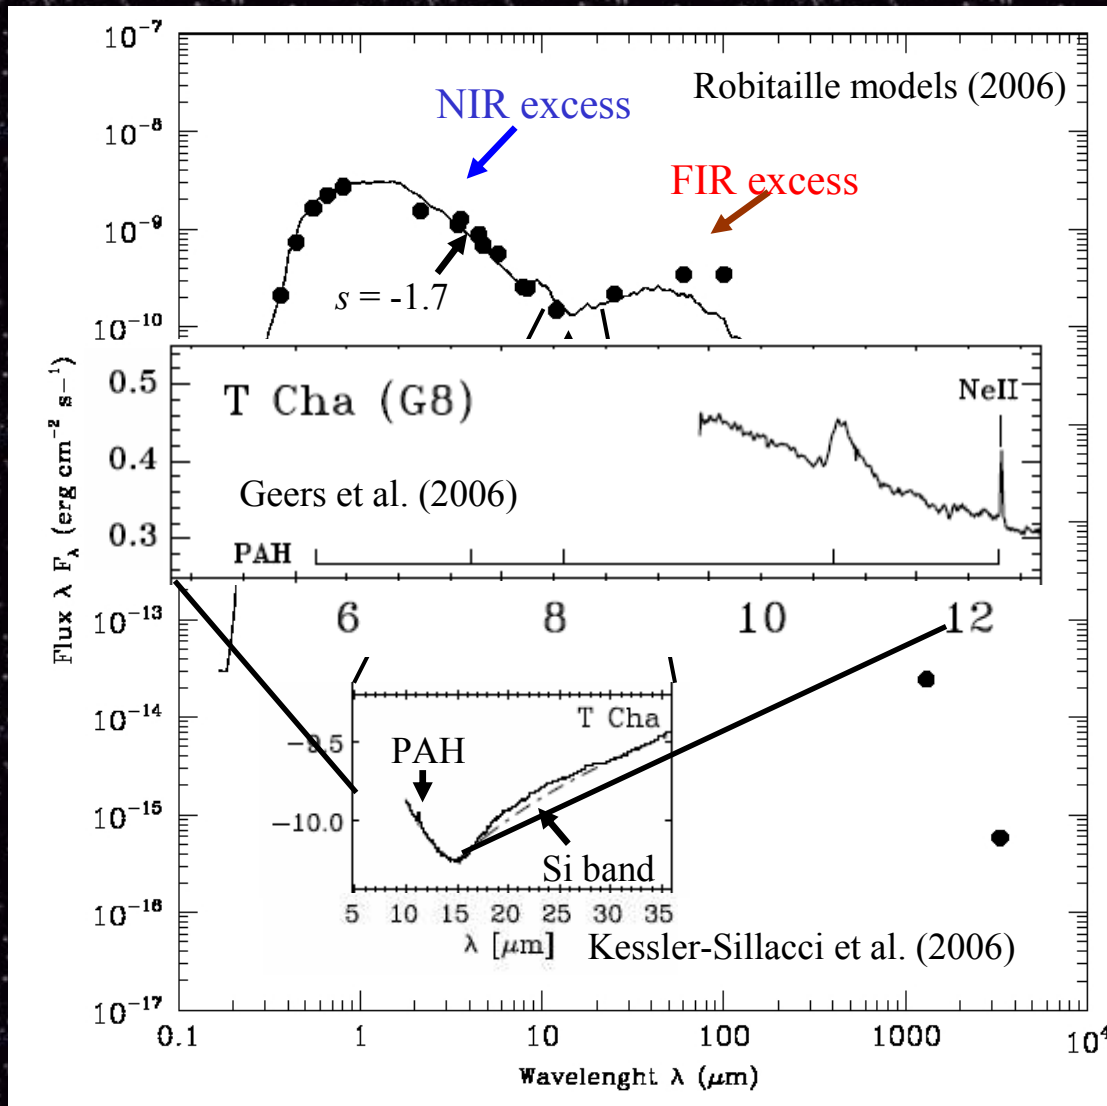 10⁻⁷
Robitaille models (2006)
NIR excess
10⁻⁸
FIR excess
10⁻⁹
s = -1.7
10⁻¹⁰
Flux λ F_λ (erg cm⁻² s⁻¹)
0.5
T Cha (G8)
NeII
0.4
Geers et al. (2006)
0.3
PAH
6 8 10 12
10⁻¹³
10⁻¹⁴
T Cha
−9.5
PAH
−10.0
10⁻¹⁵
Si band
10⁻¹⁶
5 10 15 20 25 30 35
λ [μm]
Kessler-Sillacci et al. (2006)
10⁻¹⁷
0.1 1 10 100 1000 10⁴
Wavelenght λ (μm)